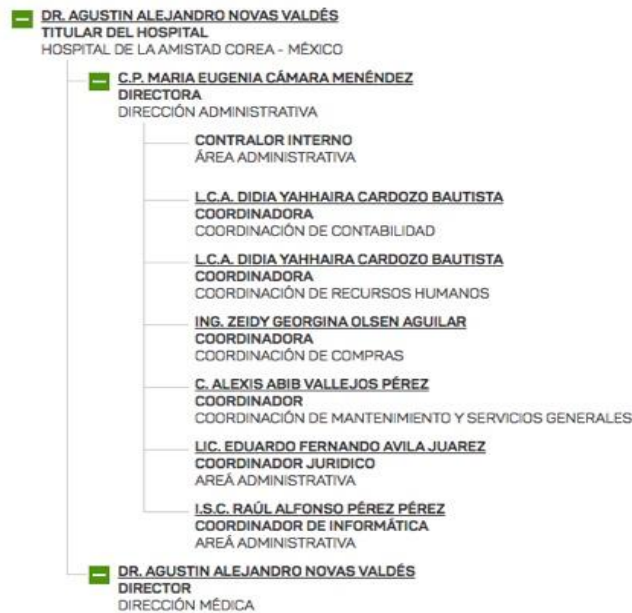 DR. AGUSTIN ALEJANDRO NOVAS VALDÉS
TITULAR DEL HOSPITAL
HOSPITAL DE LA AMISTAD COREA - MÉXICO
C.P. MARIA EUGENIA CÁMARA MENÉNDEZ
DIRECTORA
DIRECCIÓN ADMINISTRATIVA
CONTRALOR INTERNO
ÁREA ADMINISTRATIVA
L.C.A. DIDIA YAHHAIRA CARDOZO BAUTISTA
COORDINADORA
COORDINACIÓN DE CONTABILIDAD
L.C.A. DIDIA YAHHAIRA CARDOZO BAUTISTA
COORDINADORA
COORDINACIÓN DE RECURSOS HUMANOS
ING. ZEIDY GEORGINA OLSEN AGUILAR
COORDINADORA
COORDINACIÓN DE COMPRAS
C. ALEXIS ABIB VALLEJOS PÉREZ
COORDINADOR
COORDINACIÓN DE MANTENIMIENTO Y SERVICIOS GENERALES
LIC. EDUARDO FERNANDO AVILA JUAREZ
COORDINADOR JURIDICO
AREÁ ADMINISTRATIVA
I.S.C. RAÚL ALFONSO PÉREZ PÉREZ
COORDINADOR DE INFORMÁTICA
AREÁ ADMINISTRATIVA
DR. AGUSTIN ALEJANDRO NOVAS VALDÉS
DIRECTOR
DIRECCIÓN MÉDICA